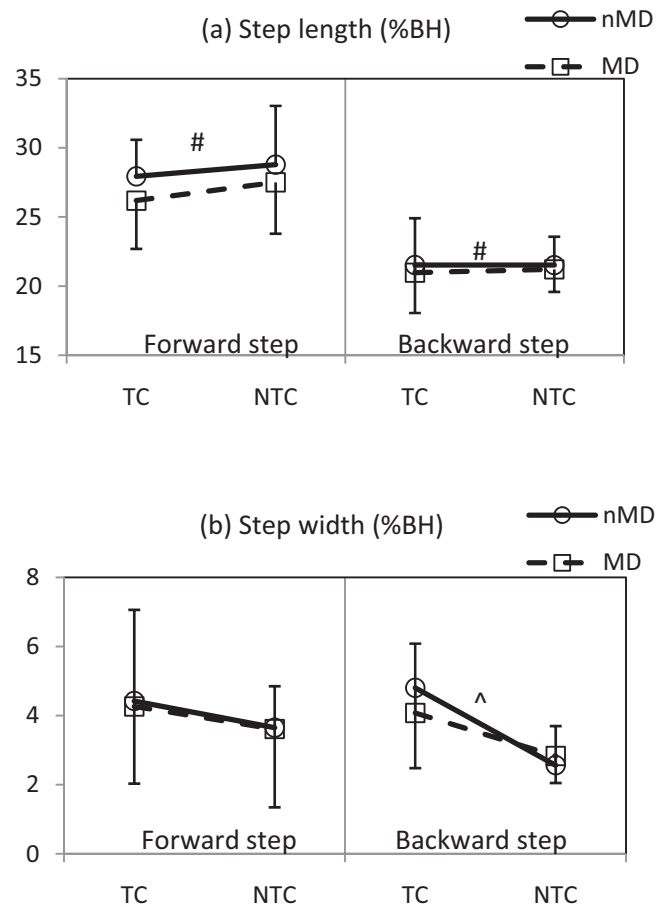 (a) Step length (%BH)
nMD
MD
35
30
25
20
15
#
#
Forward step
Backward step
TC
NTC
TC
NTC
(b) Step width (%BH)
nMD
MD
8
6
4
2
0
^
Forward step
Backward step
TC
NTC
TC
NTC